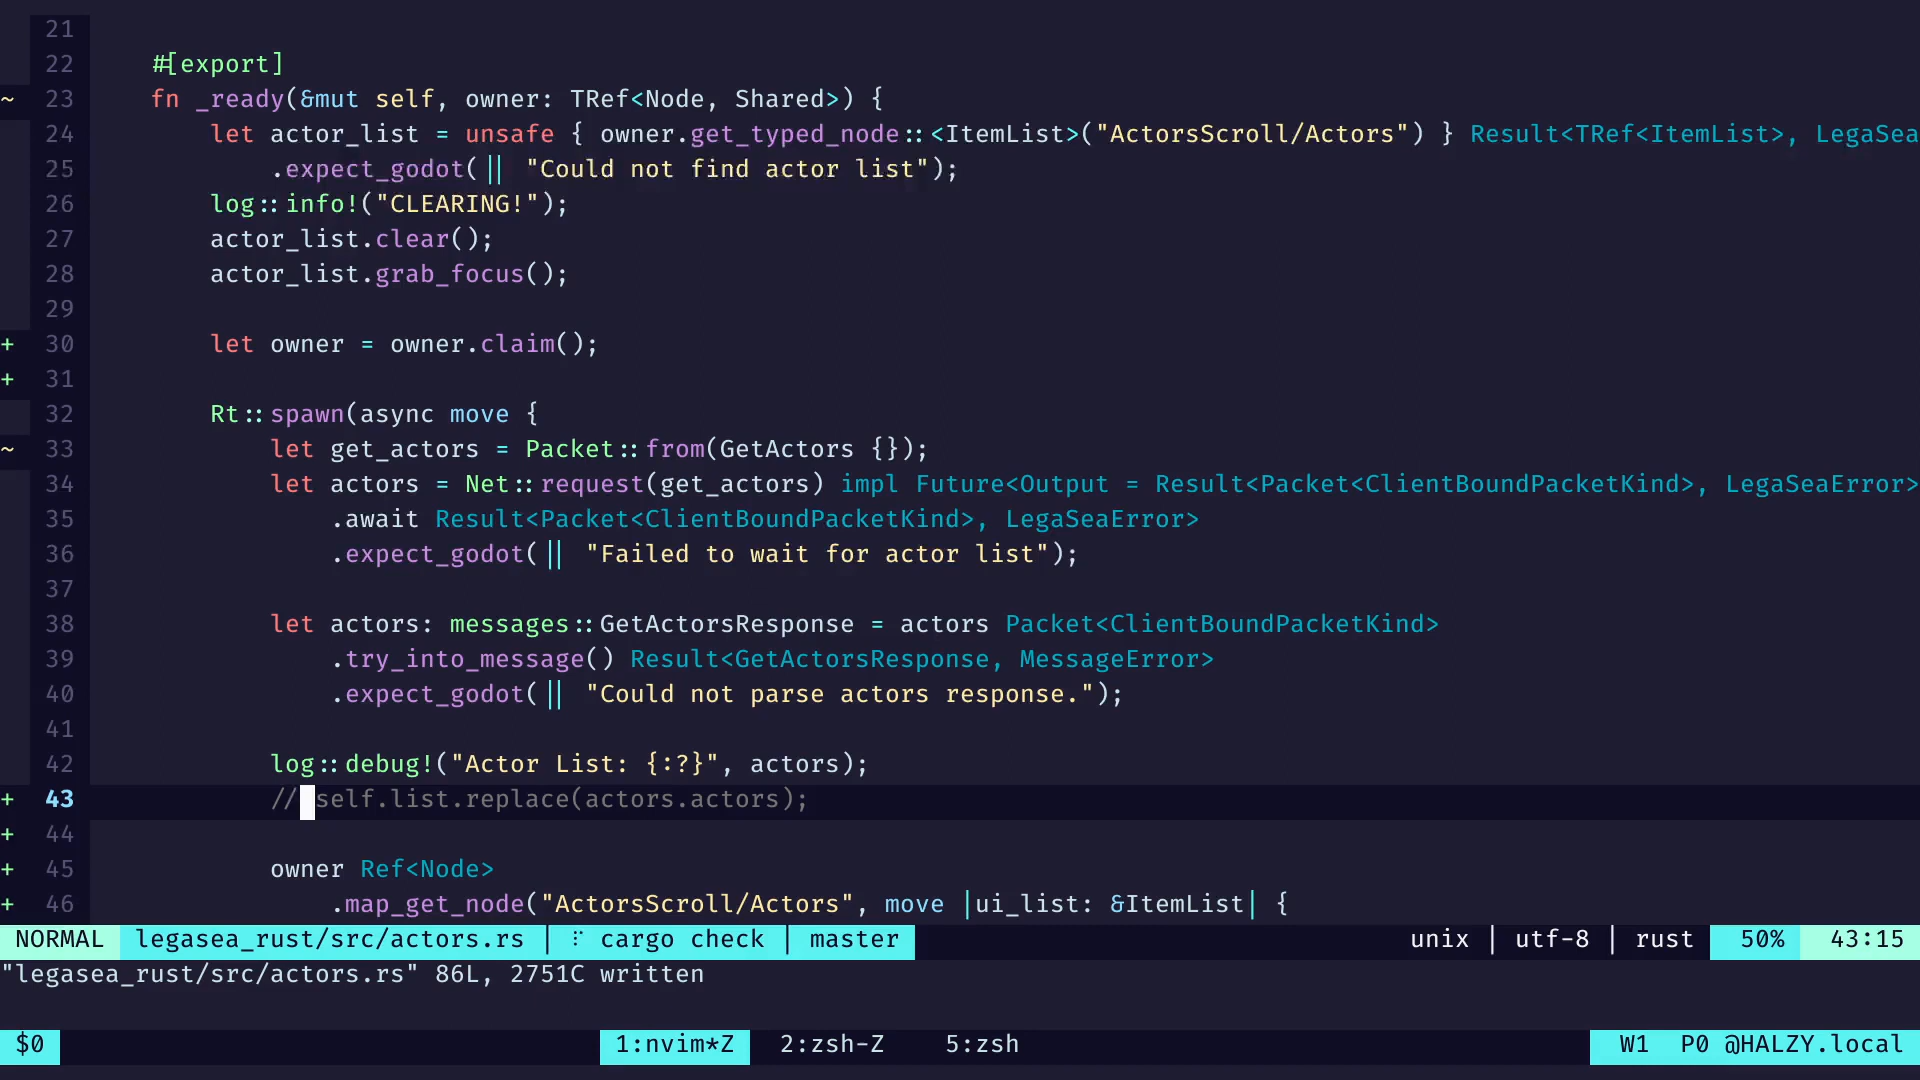 21
22 #[export]
~ 23 fn _ready(&mut self, owner: TRef<Node, Shared>) {
24 let actor_list = unsafe { owner.get_typed_node::<ItemList>("ActorsScroll/Actors") } Result<TRef<ItemList>, LegaSea
25 .expect_godot(|| "Could not find actor list");
26 log::info!("CLEARING!");
27 actor_list.clear();
28 actor_list.grab_focus();
29
+ 30 let owner = owner.claim();
+ 31
32 Rt::spawn(async move {
~ 33 let get_actors = Packet::from(GetActors {});
34 let actors = Net::request(get_actors) impl Future<Output = Result<Packet<ClientBoundPacketKind>, LegaSeaError>
35 .await Result<Packet<ClientBoundPacketKind>, LegaSeaError>
36 .expect_godot(|| "Failed to wait for actor list");
37
38 let actors: messages::GetActorsResponse = actors Packet<ClientBoundPacketKind>
39 .try_into_message() Result<GetActorsResponse, MessageError>
40 .expect_godot(|| "Could not parse actors response.");
41
42 log::debug!("Actor List: {:?}", actors);
+ 43 // self.list.replace(actors.actors);
+ 44
+ 45 owner Ref<Node>
+ 46 .map_get_node("ActorsScroll/Actors", move |ui_list: &ItemList| {
NORMAL legasea_rust/src/actors.rs | ⠏ cargo check | master unix | utf-8 | rust 50% 43:15
"legasea_rust/src/actors.rs" 86L, 2751C written
$0 1:nvim*Z 2:zsh-Z 5:zsh W1 P0 @HALZY.local